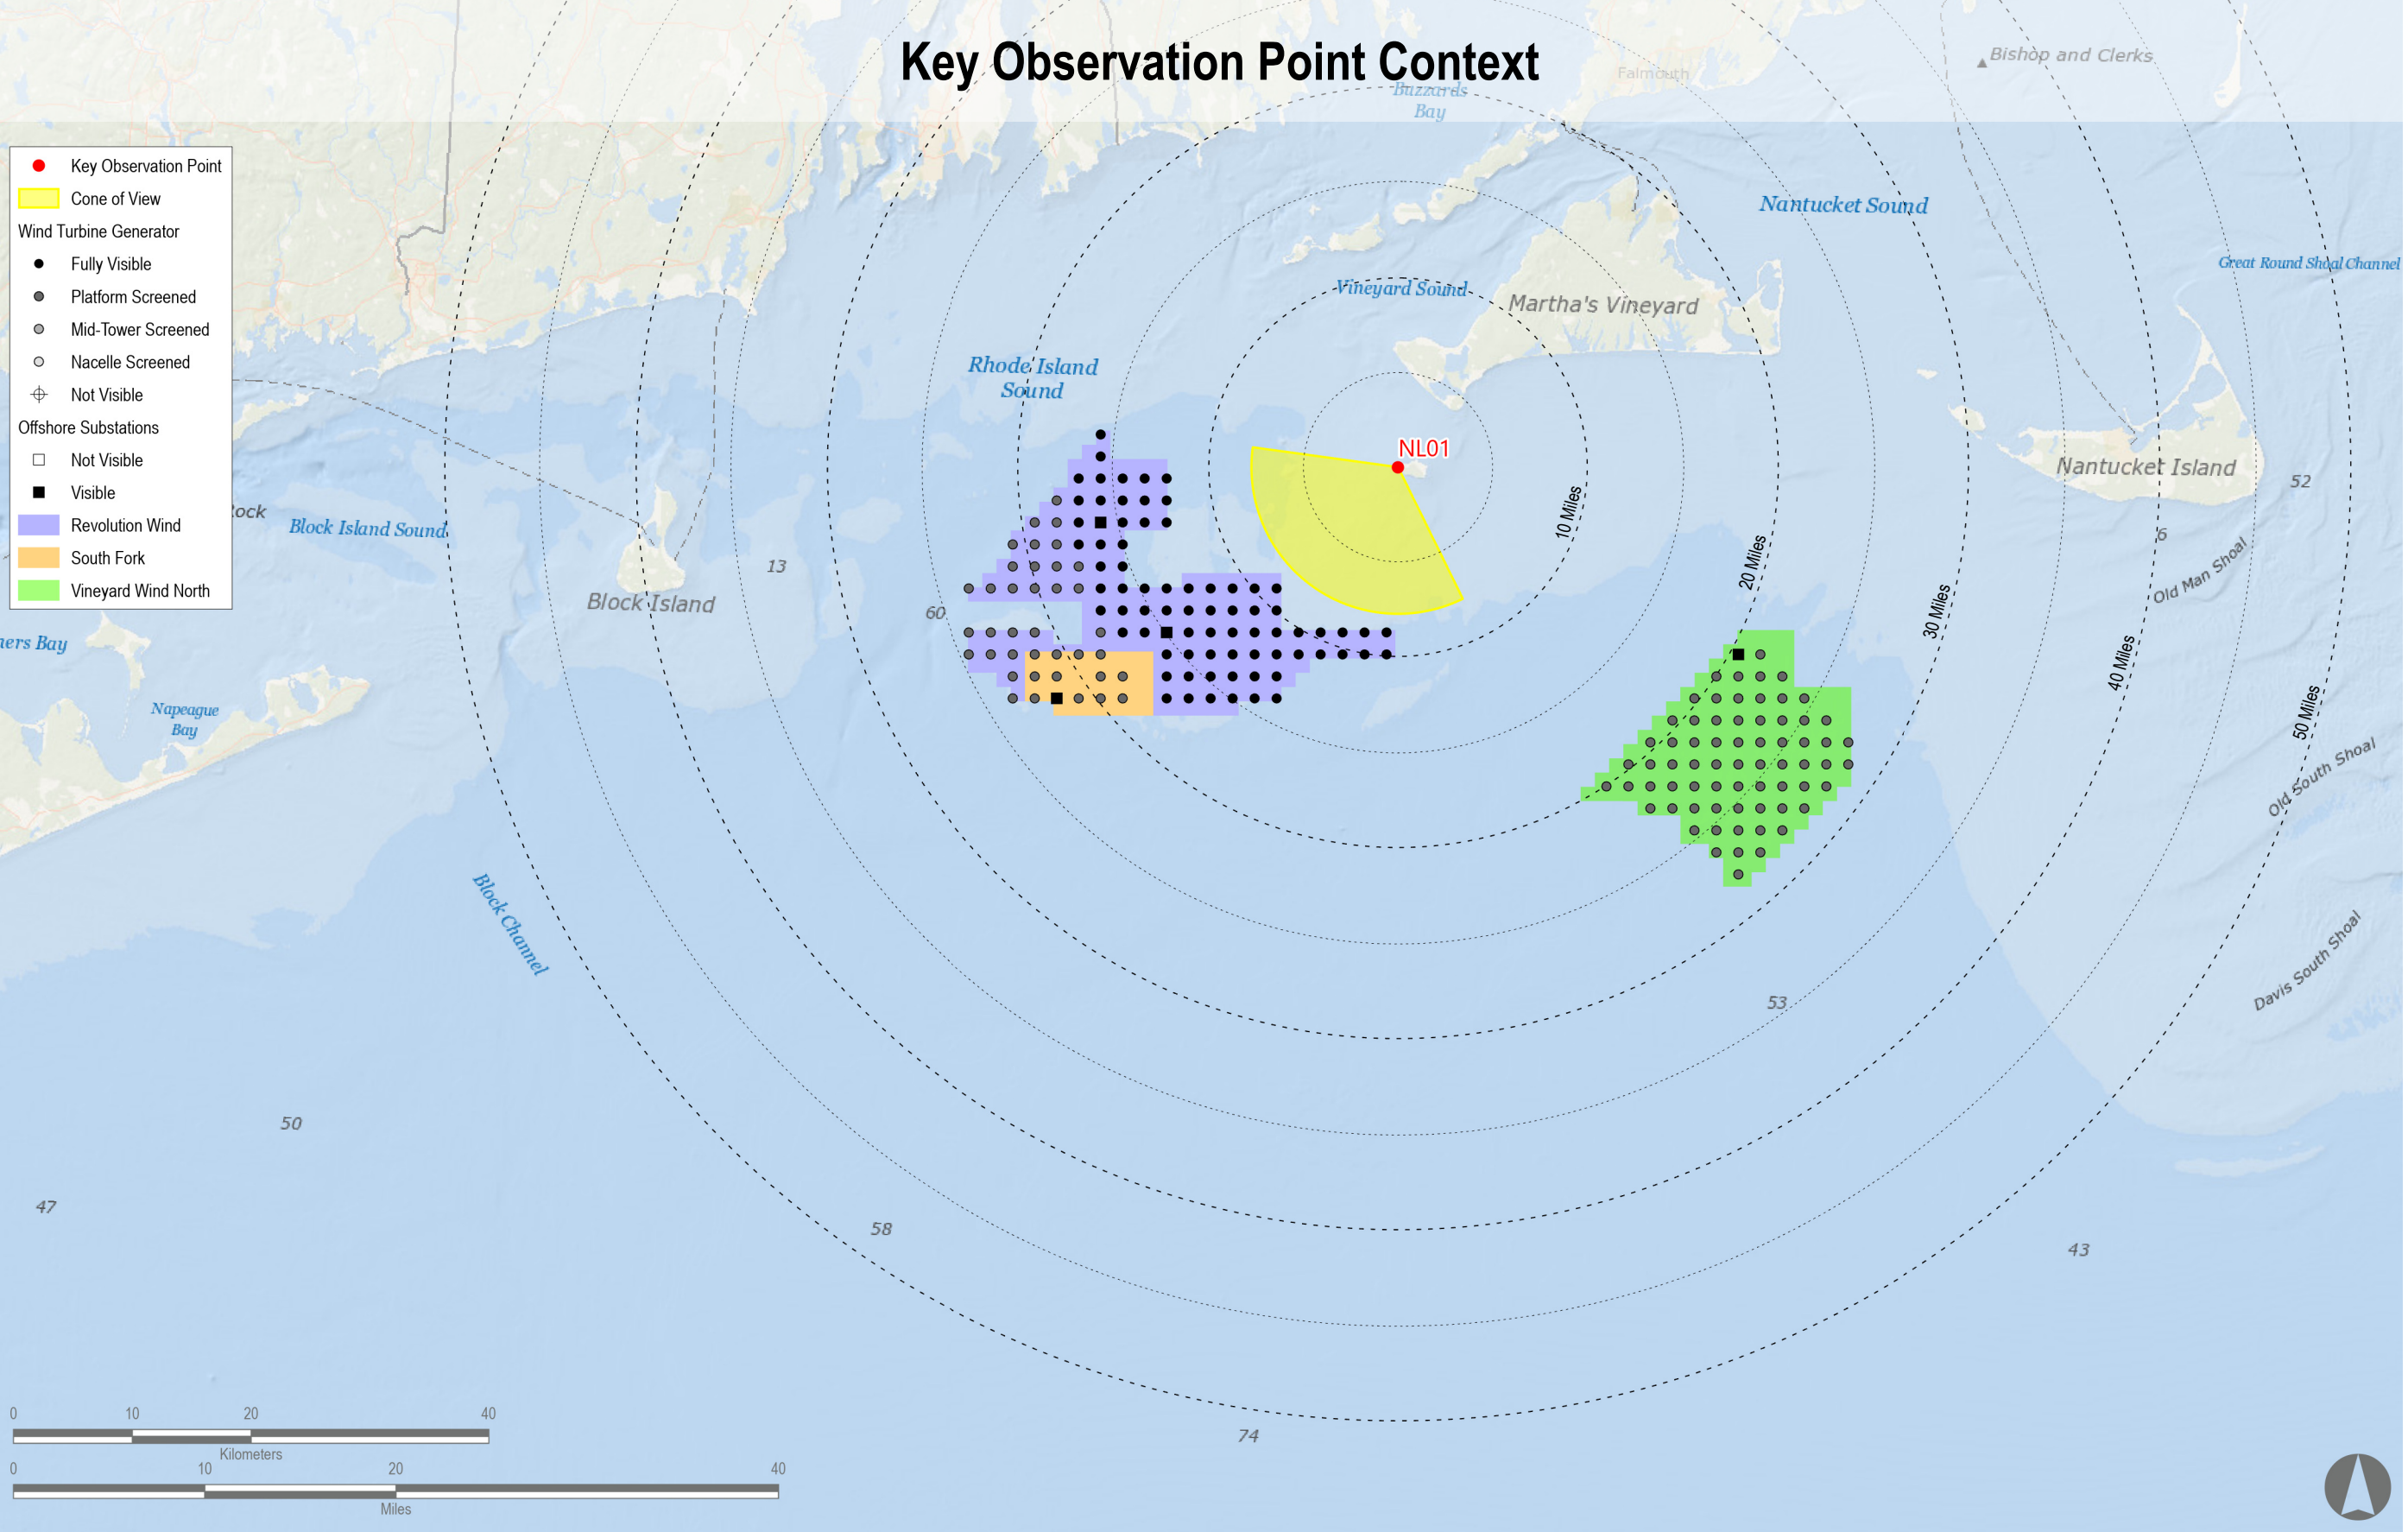 Key Observation Point Context
Bishop and Clerks
Falmouth
Buzzards
Bay
Key Observation Point
Cone of View
Wind Turbine Generator
Fully Visible
Platform Screened
Mid-Tower Screened
Nacelle Screened
Not Visible
Offshore Substations
Not Visible
Visible
Revolution Wind
South Fork
Vineyard Wind North
Nantucket Sound
Great Round Shoal Channel
Vineyard Sound
Martha's Vineyard
Rhode Island
Sound
NL01
Nantucket Island
52
ock
Block Island Sound
10 Miles
6
13
20 Miles
Old Man Shoal
Block Island
60
30 Miles
ers Bay
40 Miles
50 Miles
Napeague
Bay
Old South Shoal
Block Channel
Davis South Shoal
53
50
47
58
43
74
0 10 20 40
Kilometers
0 10 20 40
Miles